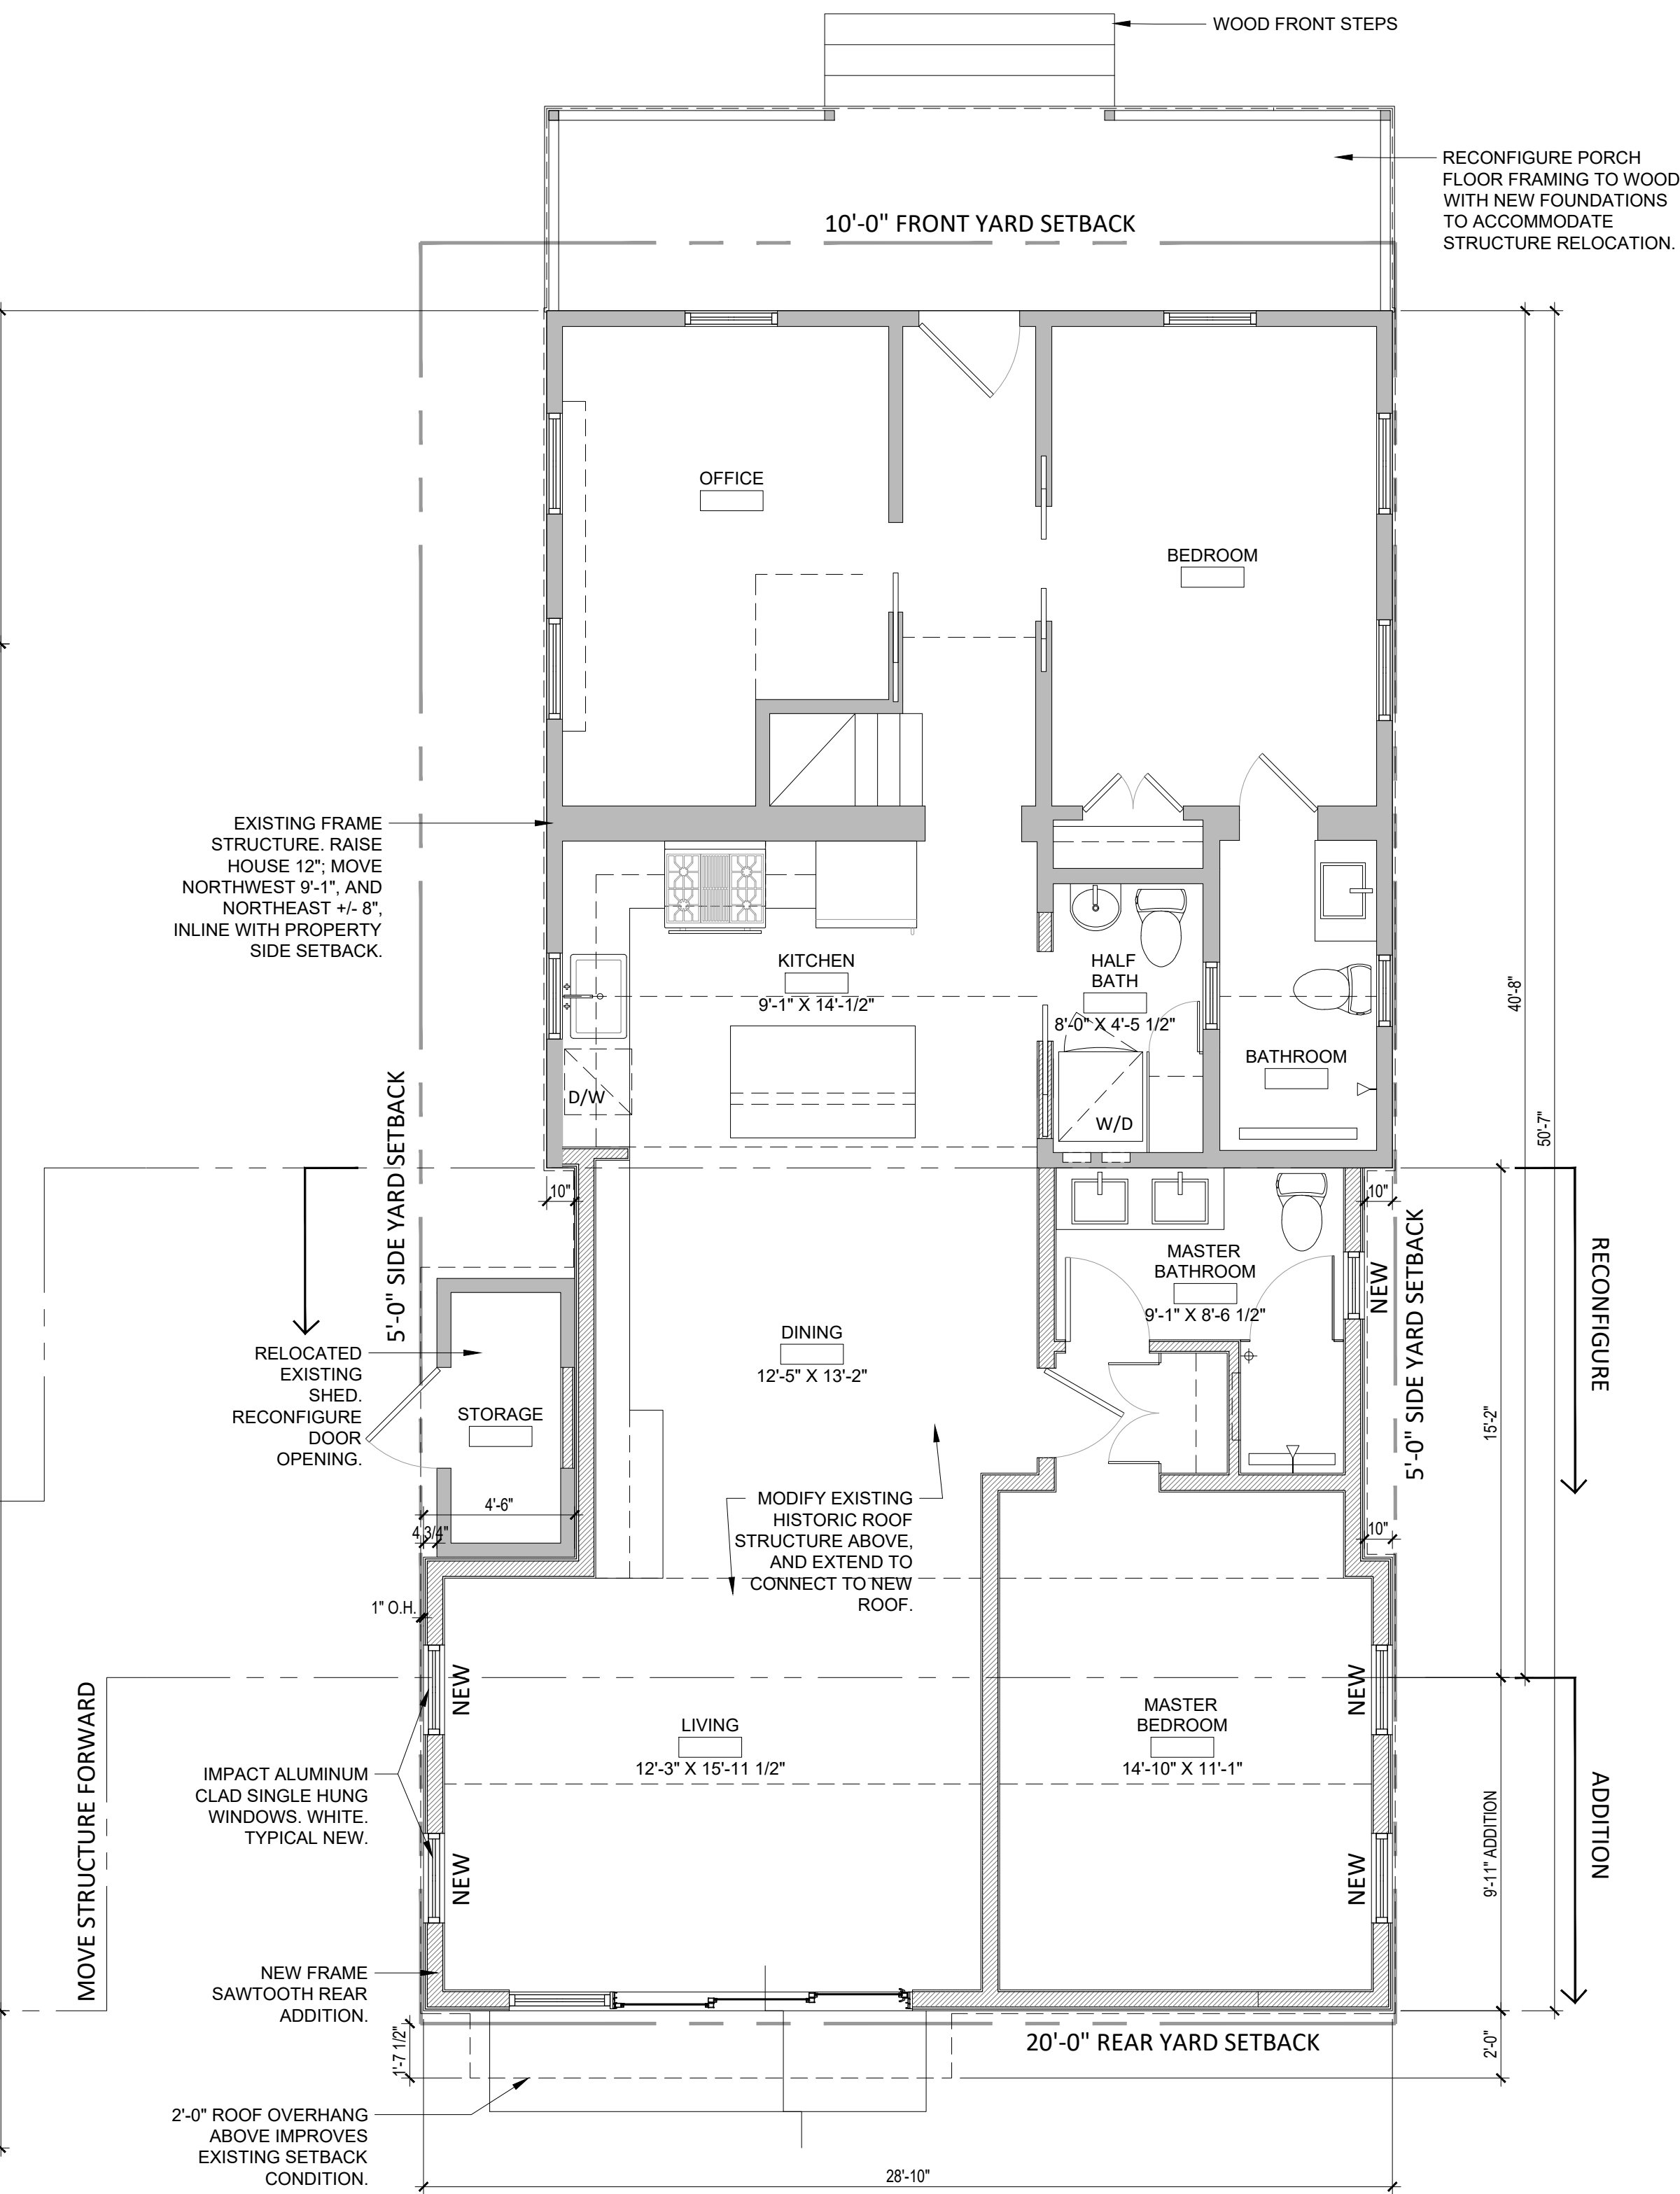 WOOD FRONT STEPS
RECONFIGURE PORCH
FLOOR FRAMING TO WOOD
WITH NEW FOUNDATIONS
TO ACCOMMODATE
STRUCTURE RELOCATION.
10'-0" FRONT YARD SETBACK
OFFICE
BEDROOM
EXISTING FRAME
STRUCTURE. RAISE
HOUSE 12"; MOVE
NORTHWEST 9'-1", AND
NORTHEAST +/- 8",
INLINE WITH PROPERTY
SIDE SETBACK.
KITCHEN
9'-1" X 14'-1/2"
HALF
BATH
8'-0" X 4'-5 1/2"
BATHROOM
D/W
W/D
40'-8"
50'-7"
5'-0" SIDE YARD SETBACK
10"
10"
MASTER
BATHROOM
9'-1" X 8'-6 1/2"
NEW
5'-0" SIDE YARD SETBACK
RECONFIGURE
15'-2"
DINING
12'-5" X 13'-2"
RELOCATED
EXISTING
SHED.
RECONFIGURE
DOOR
OPENING.
STORAGE
4'-6"
4 3/4"
10"
MODIFY EXISTING
HISTORIC ROOF
STRUCTURE ABOVE,
AND EXTEND TO
CONNECT TO NEW
ROOF.
1" O.H.
NEW
NEW
MOVE STRUCTURE FORWARD
LIVING
12'-3" X 15'-11 1/2"
MASTER
BEDROOM
14'-10" X 11'-1"
IMPACT ALUMINUM
CLAD SINGLE HUNG
WINDOWS. WHITE.
TYPICAL NEW.
NEW
NEW
9'-11" ADDITION
ADDITION
NEW FRAME
SAWTOOTH REAR
ADDITION.
1'-7 1/2"
20'-0" REAR YARD SETBACK
2'-0"
2'-0" ROOF OVERHANG
ABOVE IMPROVES
EXISTING SETBACK
CONDITION.
28'-10"